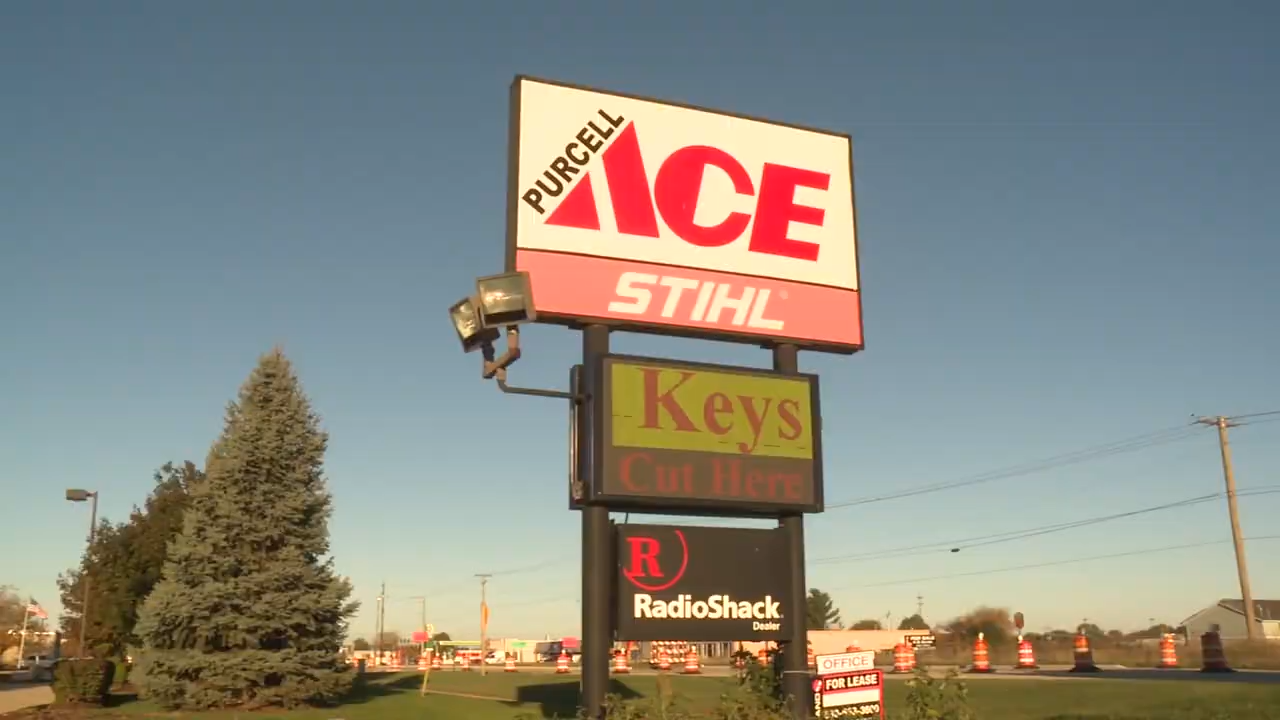 PURCELL
ACE
STIHL
Keys
Cut Here
R
RadioShack.
Dealer
OFFICE
FOR LEASE